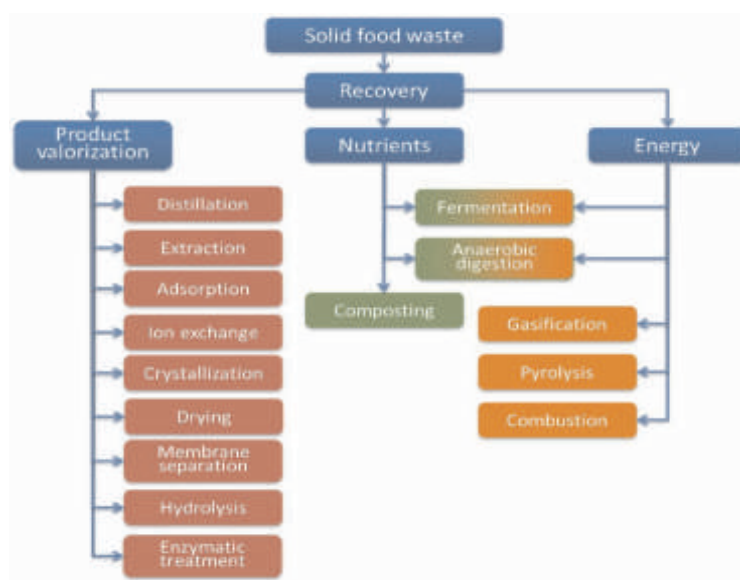 Solid food waste
Recovery
Product
valorization
Nutrients
Energy
Distillation
Extraction
Adsorption
Ion exchange
Crystallization
Drying
Membrane
separation
Hydrolysis
Enzymatic
treatment
Fermentation
Anaerobic
digestion
Composting
Gasification
Pyrolysis
Combustion